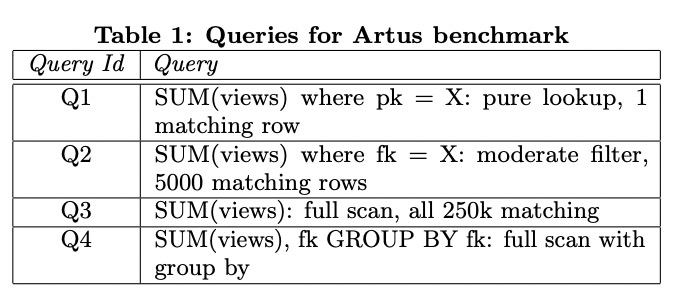 Table 1: Queries for Artus benchmark
Query Id Query
Q1 SUM(views) where pk = X: pure lookup, 1
matching row
Q2 SUM(views) where fk = X: moderate filter,
5000 matching rows
Q3 SUM(views): full scan, all 250k matching
Q4 SUM(views), fk GROUP BY fk: full scan with
group by